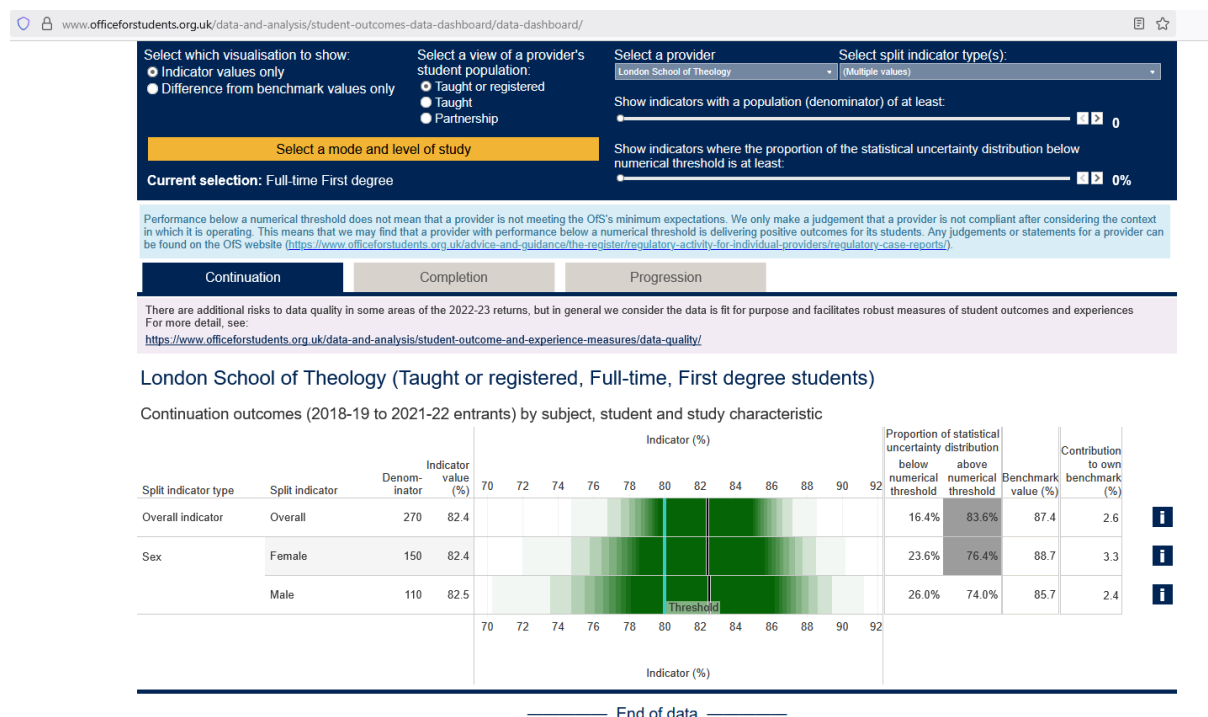 www.officeforstudents.org.uk/data-and-analysis/student-outcomes-data-dashboard/data-dashboard/
Select which visualisation to show:
Indicator values only
Difference from benchmark values only
Select a view of a provider's
student population:
Taught or registered
Taught
Partnership
Select a provider
London School of Theology
Select split indicator type(s):
(Multiple values)
Show indicators with a population (denominator) of at least:
0
Select a mode and level of study
Show indicators where the proportion of the statistical uncertainty distribution below
numerical threshold is at least:
0%
Current selection: Full-time First degree
Performance below a numerical threshold does not mean that a provider is not meeting the OfS's minimum expectations. We only make a judgement that a provider is not compliant after considering the context
in which it is operating. This means that we may find that a provider with performance below a numerical threshold is delivering positive outcomes for its students. Any judgements or statements for a provider can
be found on the OfS website (https://www.officeforstudents.org.uk/advice-and-guidance/the-register/regulatory-activity-for-individual-providers/regulatory-case-reports/).
Continuation
Completion
Progression
There are additional risks to data quality in some areas of the 2022-23 returns, but in general we consider the data is fit for purpose and facilitates robust measures of student outcomes and experiences
For more detail, see:
https://www.officeforstudents.org.uk/data-and-analysis/student-outcome-and-experience-measures/data-quality/
London School of Theology (Taught or registered, Full-time, First degree students)
Continuation outcomes (2018-19 to 2021-22 entrants) by subject, student and study characteristic
Split indicator type
Split indicator
Denom-
inator
Indicator
value
(%)
Indicator (%)
70 72 74 76 78 80 82 84 86 88 90 92
Proportion of statistical
uncertainty distribution
below
numerical
threshold
above
numerical
threshold
Benchmark
value (%)
Contribution
to own
benchmark
(%)
Overall indicator Overall 270 82.4 16.4% 83.6% 87.4 2.6 i
Sex Female 150 82.4 23.6% 76.4% 88.7 3.3 i
Male 110 82.5 26.0% 74.0% 85.7 2.4 i
Threshold
70 72 74 76 78 80 82 84 86 88 90 92
Indicator (%)
End of data